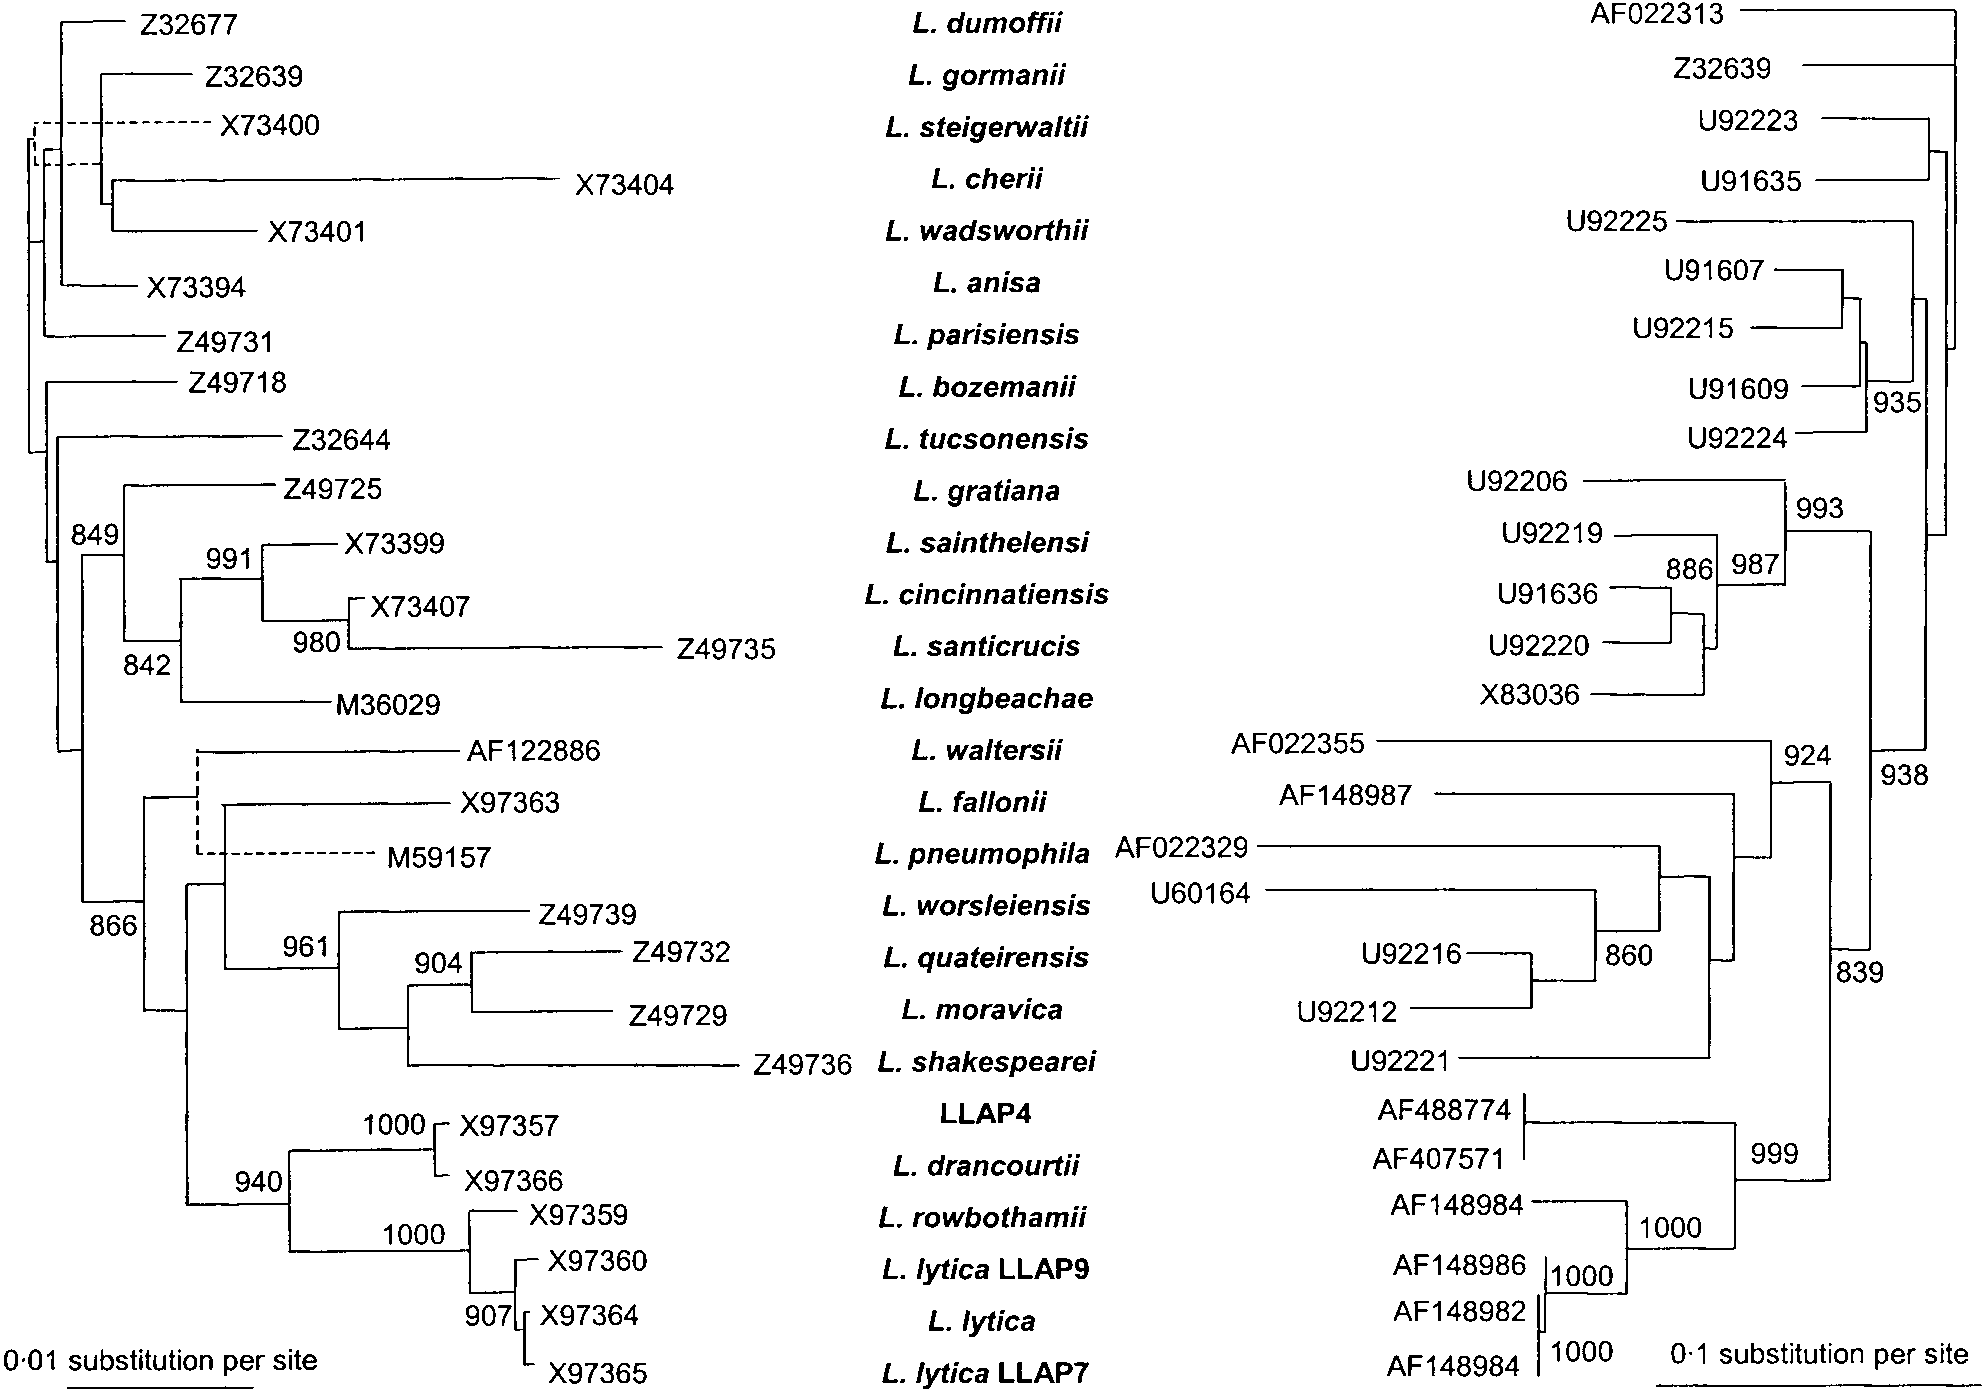 Z32677 L. dumoffii AF022313
Z32639 L. gormanii Z32639
X73400 L. steigerwaltii U92223
X73404 L. cherii U91635
X73401 L. wadsworthii U92225
X73394 L. anisa U91607
Z49731 L. parisiensis U92215
Z49718 L. bozemanii U91609
935
Z32644 L. tucsonensis U92224
Z49725 L. gratiana U92206
993
849
991 X73399 L. sainthelensi U92219
886 987
X73407 L. cincinnatiensis U91636
980 Z49735 L. santicrucis U92220
842
M36029 L. longbeachae X83036
AF122886 L. waltersii AF022355
924
938
X97363 L. fallonii AF148987
M59157 L. pneumophila AF022329
866
Z49739 L. worsleiensis U60164
961 904 Z49732 L. quateirensis U92216 860
839
Z49729 L. moravica U92212
Z49736 L. shakespearei U92221
1000 X97357 LLAP4 AF488774
999
940 X97366 L. drancourtii AF407571
X97359 L. rowbothamii AF148984
1000 1000
X97360 L. lytica LLAP9 AF148986 1000
907 X97364 L. lytica AF148982
X97365 L. lytica LLAP7 AF148984 1000
0·01 substitution per site 0·1 substitution per site